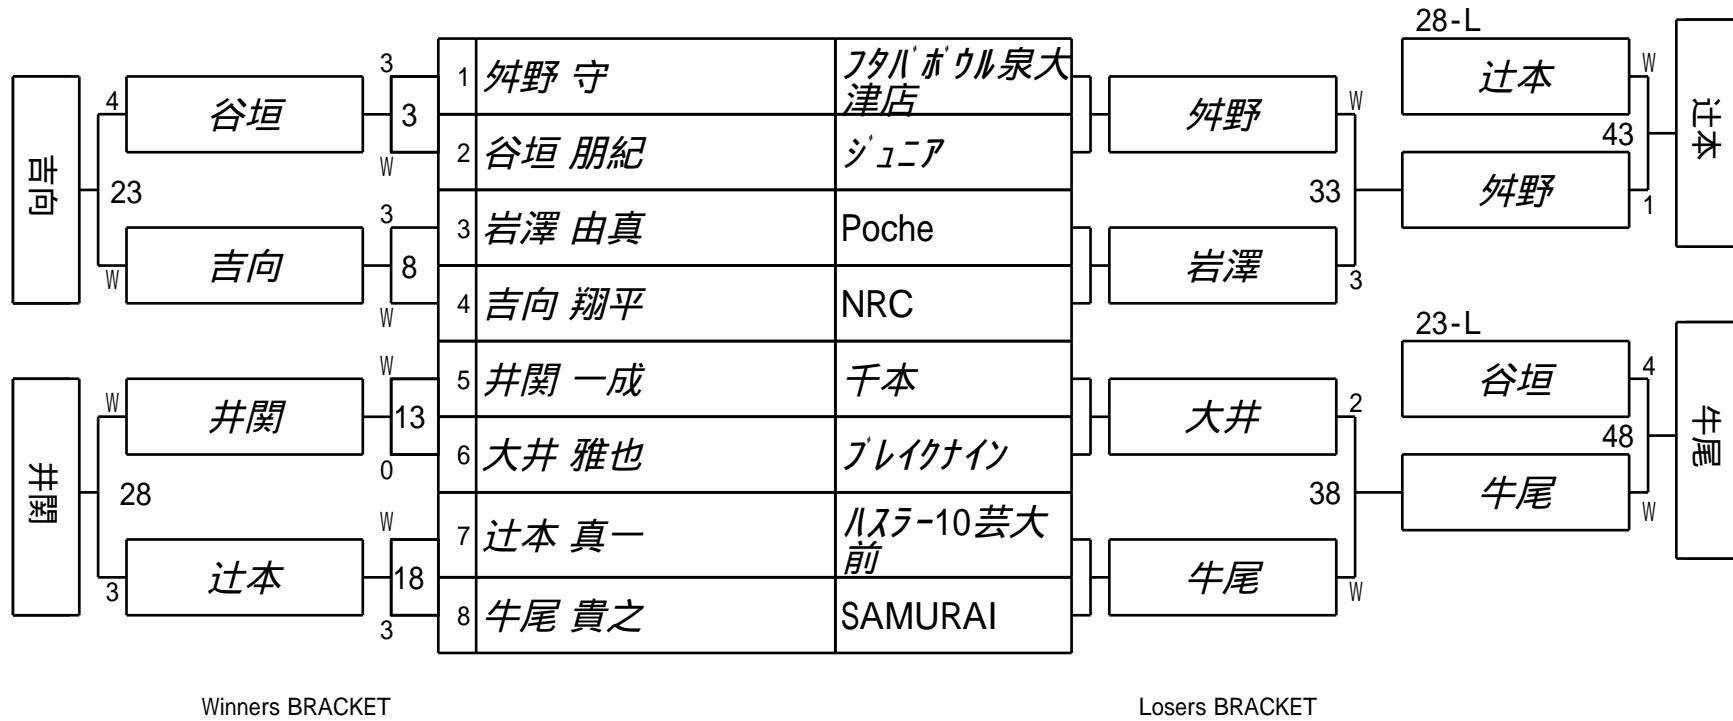 28-L
3
1 舛野 守 フタバボウル泉大
津店
舛野
W
辻本
W
4
谷垣
3
43
辻本
吉向
W
2 谷垣 朋紀 ジュニア
23
33
舛野
1
3
3 岩澤 由真 Poche
岩澤
3
W
吉向
8
W
4 吉向 翔平 NRC
23-L
W
5 井関 一成 千本
大井
2
谷垣
4
W
井関
13
0
6 大井 雅也 ブレイクナイン
48
牛尾
井関
28
38
牛尾
W
W
7 辻本 真一 ハスラー10芸大
前
牛尾
W
3
辻本
18
3
8 牛尾 貴之 SAMURAI
Winners BRACKET
Losers BRACKET